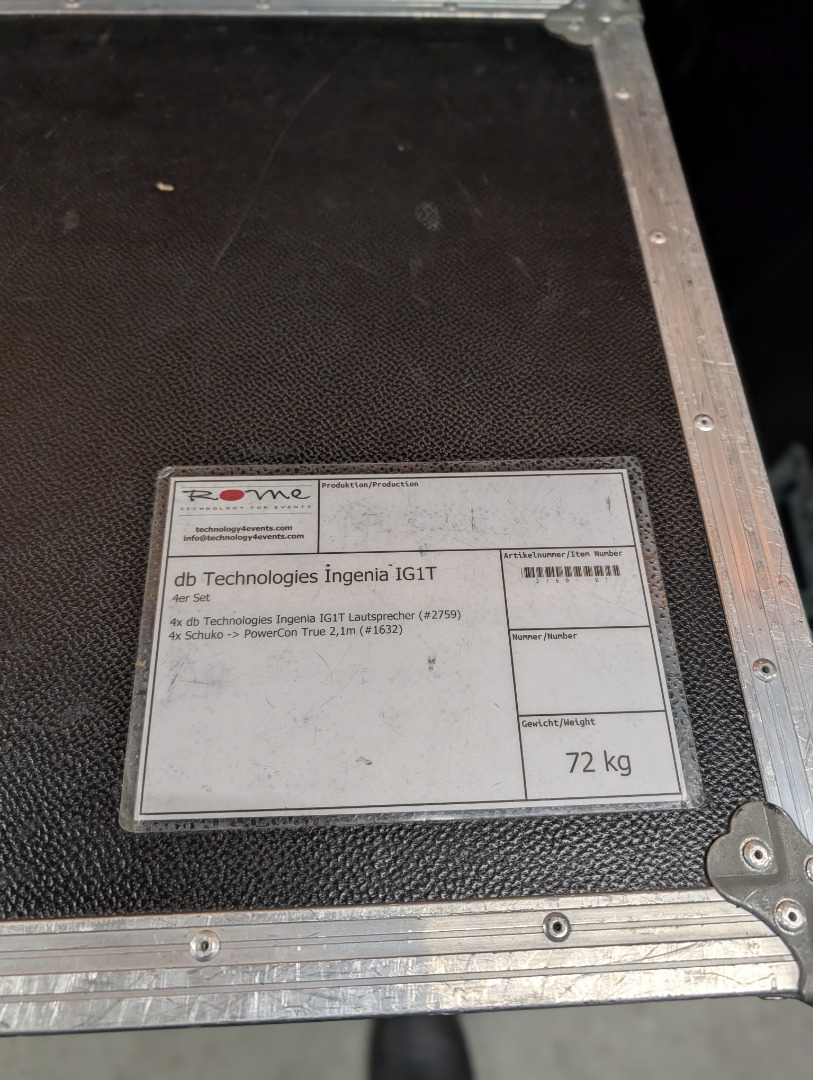 Rome
TECHNOLOGY FOR EVENTS
technology4events.com
info@technology4events.com
Produktion/Production
db Technologies Ingenia IG1T
4er Set
4x db Technologies Ingenia IG1T Lautsprecher (#2759)
4x Schuko -> PowerCon True 2,1m (#1632)
Artikelnummer/Item Number
Nummer/Number
Gewicht/Weight
72 kg